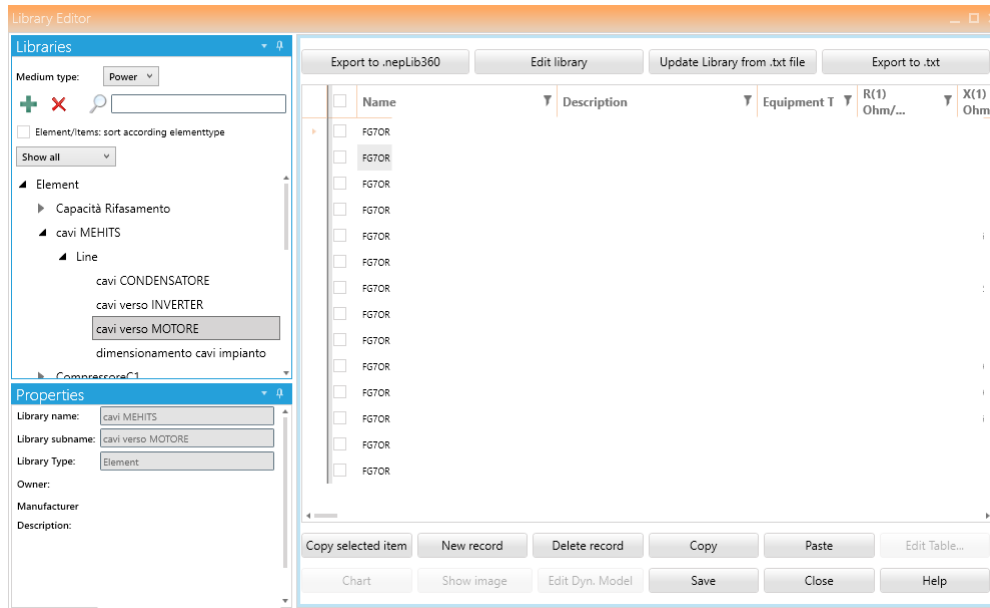 Library Editor
Libraries
Medium type: Power
Element/Items: sort according elementtype
Show all
Element
Capacità Rifasamento
cavi MEHITS
Line
cavi CONDENSATORE
cavi verso INVERTER
cavi verso MOTORE
dimensionamento cavi impianto
CompressoreC1
Properties
Library name: cavi MEHITS
Library subname: cavi verso MOTORE
Library Type: Element
Owner:
Manufacturer
Description:
Export to .nepLib360 Edit library Update Library from .txt file Export to .txt
Name Description Equipment T R(1) X(1)
Ohm/... Ohm
FG7OR
FG7OR
FG7OR
FG7OR
FG7OR
FG7OR
FG7OR
FG7OR
FG7OR
FG7OR
FG7OR
FG7OR
FG7OR
FG7OR
Copy selected item New record Delete record Copy Paste Edit Table...
Chart Show image Edit Dyn. Model Save Close Help